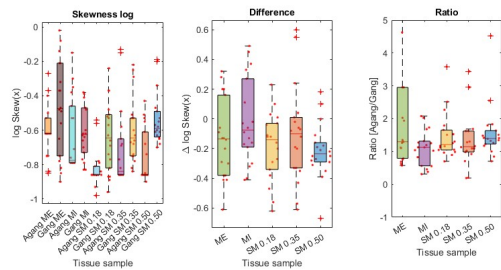 Skewness log
log Skew(x)
0
-0.2
-0.4
-0.6
-0.8
-1
Agang ME
Gang ME
Agang MI
Gang MI
Agang SM 0.18
Gang SM 0.18
Agang SM 0.35
Gang SM 0.35
Agang SM 0.50
Gang SM 0.50
Tissue sample
Difference
Δ log Skew(x)
0.6
0.4
0.2
0
-0.2
-0.4
-0.6
ME
MI
SM 0.18
SM 0.35
SM 0.50
Tissue sample
Ratio
Ratio [Agang/Gang]
5
4
3
2
1
0
-1
ME
MI
SM 0.18
SM 0.35
SM 0.50
Tissue sample